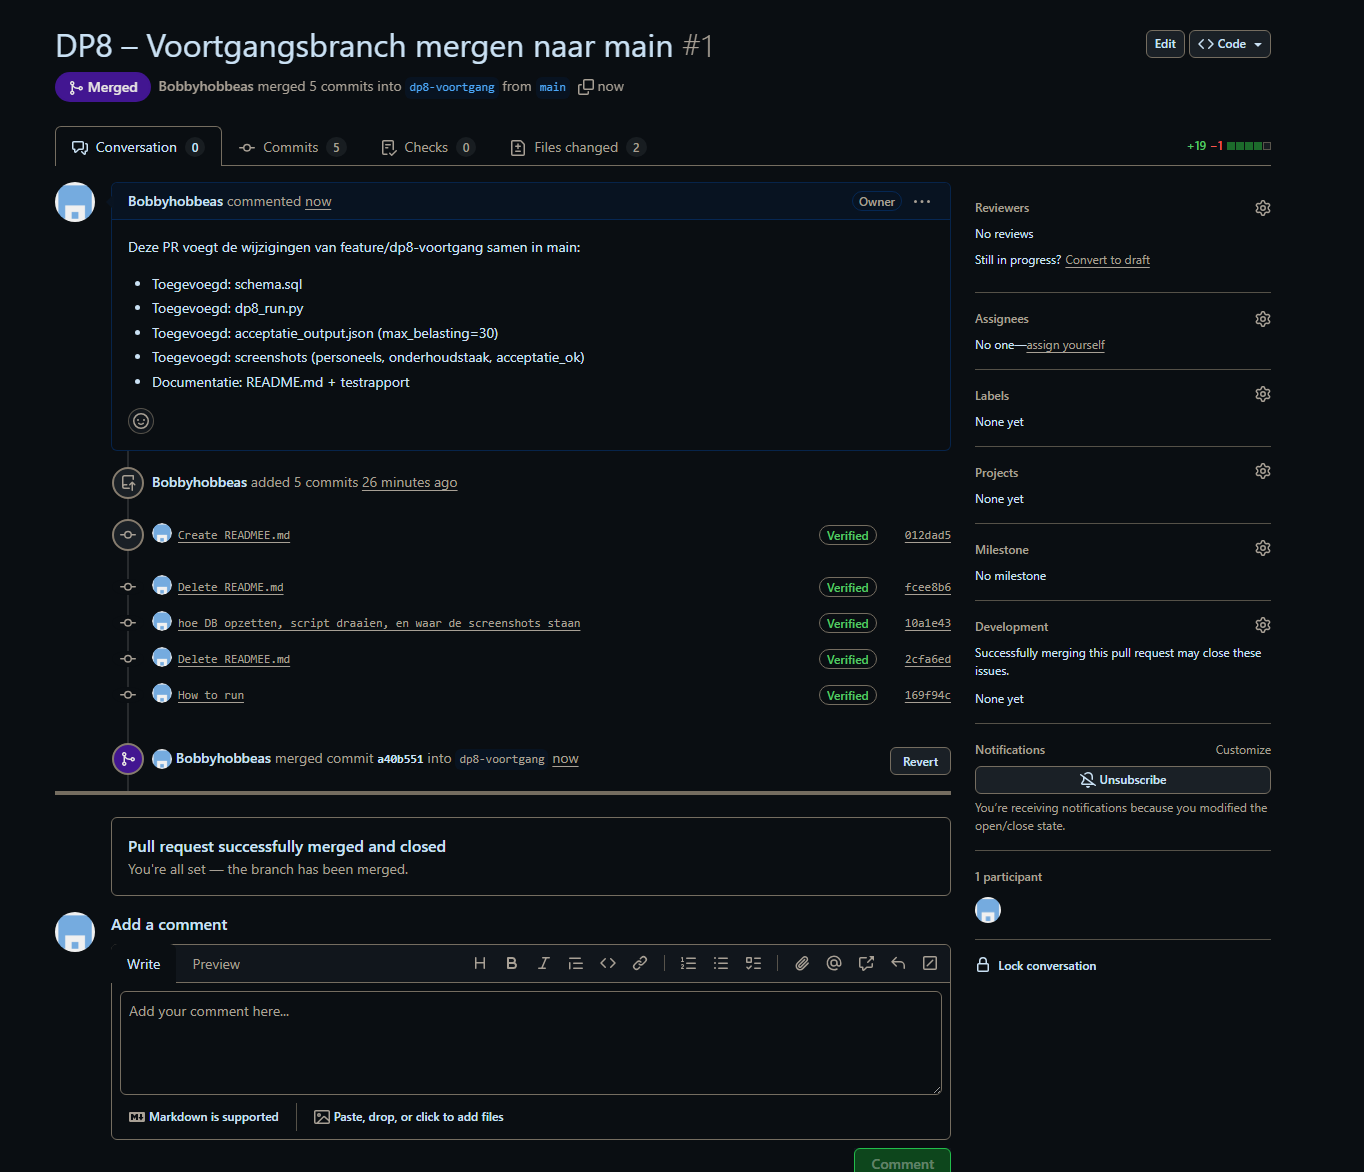 DP8 – Voortgangsbranch mergen naar main #1
Edit
<> Code
Merged
Bobbyhobbeas merged 5 commits into dp8-voortgang from main now
Conversation 0
Commits 5
Checks 0
Files changed 2
+19 −1
Bobbyhobbeas commented now
Owner
Deze PR voegt de wijzigingen van feature/dp8-voortgang samen in main:
• Toegevoegd: schema.sql
• Toegevoegd: dp8_run.py
• Toegevoegd: acceptatie_output.json (max_belasting=30)
• Toegevoegd: screenshots (personeels, onderhoudstaak, acceptatie_ok)
• Documentatie: README.md + testrapport
Bobbyhobbeas added 5 commits 26 minutes ago
Create READMEE.md Verified 012dad5
Delete README.md Verified fcee8b6
hoe DB opzetten, script draaien, en waar de screenshots staan Verified 10a1e43
Delete READMEE.md Verified 2cfa6ed
How to run Verified 169f94c
Bobbyhobbeas merged commit a40b551 into dp8-voortgang now
Revert
Pull request successfully merged and closed
You're all set — the branch has been merged.
Add a comment
Write
Preview
Add your comment here...
Markdown is supported
Paste, drop, or click to add files
Comment
Reviewers
No reviews
Still in progress? Convert to draft
Assignees
No one—assign yourself
Labels
None yet
Projects
None yet
Milestone
No milestone
Development
Successfully merging this pull request may close these
issues.
None yet
Notifications
Customize
Unsubscribe
You're receiving notifications because you modified the
open/close state.
1 participant
Lock conversation